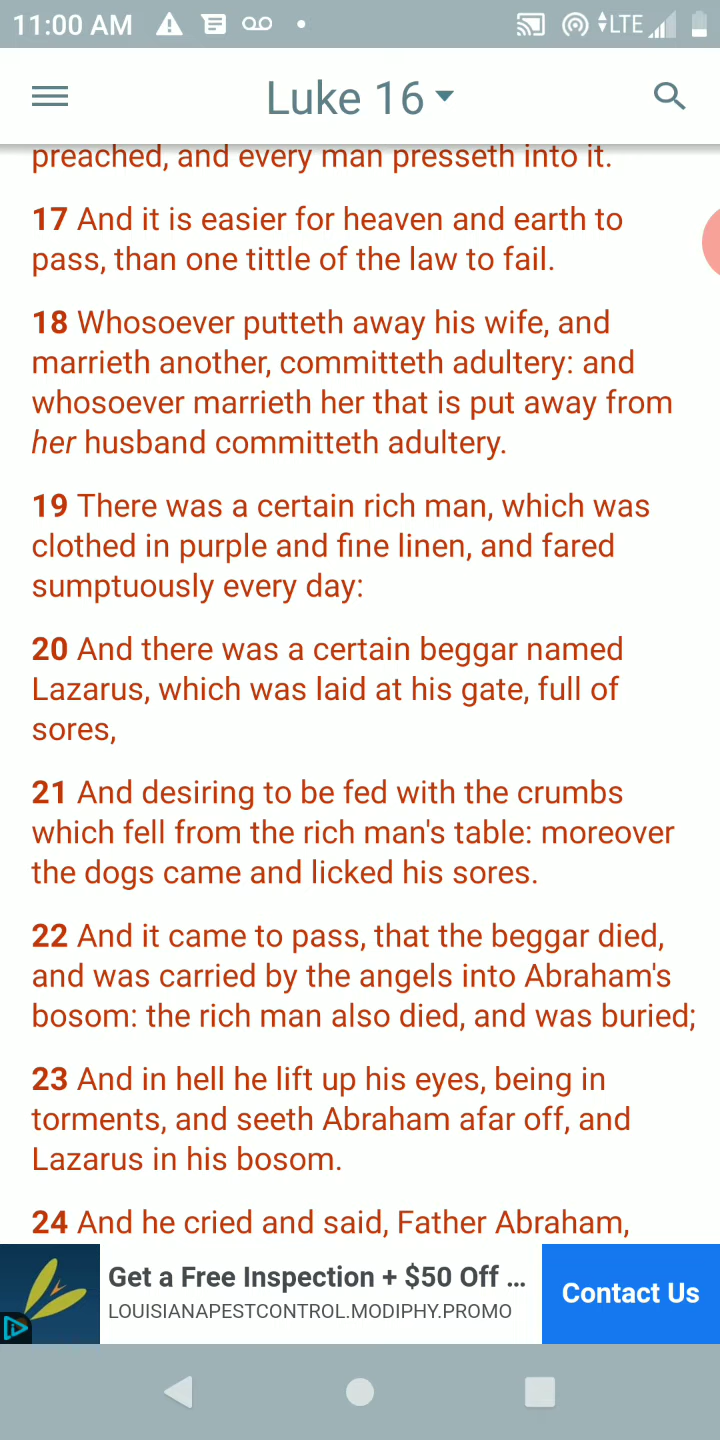 11:00 AM
LTE
Luke 16
preached, and every man presseth into it.
17 And it is easier for heaven and earth to
pass, than one tittle of the law to fail.
18 Whosoever putteth away his wife, and
marrieth another, committeth adultery: and
whosoever marrieth her that is put away from
her husband committeth adultery.
19 There was a certain rich man, which was
clothed in purple and fine linen, and fared
sumptuously every day:
20 And there was a certain beggar named
Lazarus, which was laid at his gate, full of
sores,
21 And desiring to be fed with the crumbs
which fell from the rich man's table: moreover
the dogs came and licked his sores.
22 And it came to pass, that the beggar died,
and was carried by the angels into Abraham's
bosom: the rich man also died, and was buried;
23 And in hell he lift up his eyes, being in
torments, and seeth Abraham afar off, and
Lazarus in his bosom.
24 And he cried and said, Father Abraham,
Get a Free Inspection + $50 Off ...
LOUISIANAPESTCONTROL.MODIPHY.PROMO
Contact Us